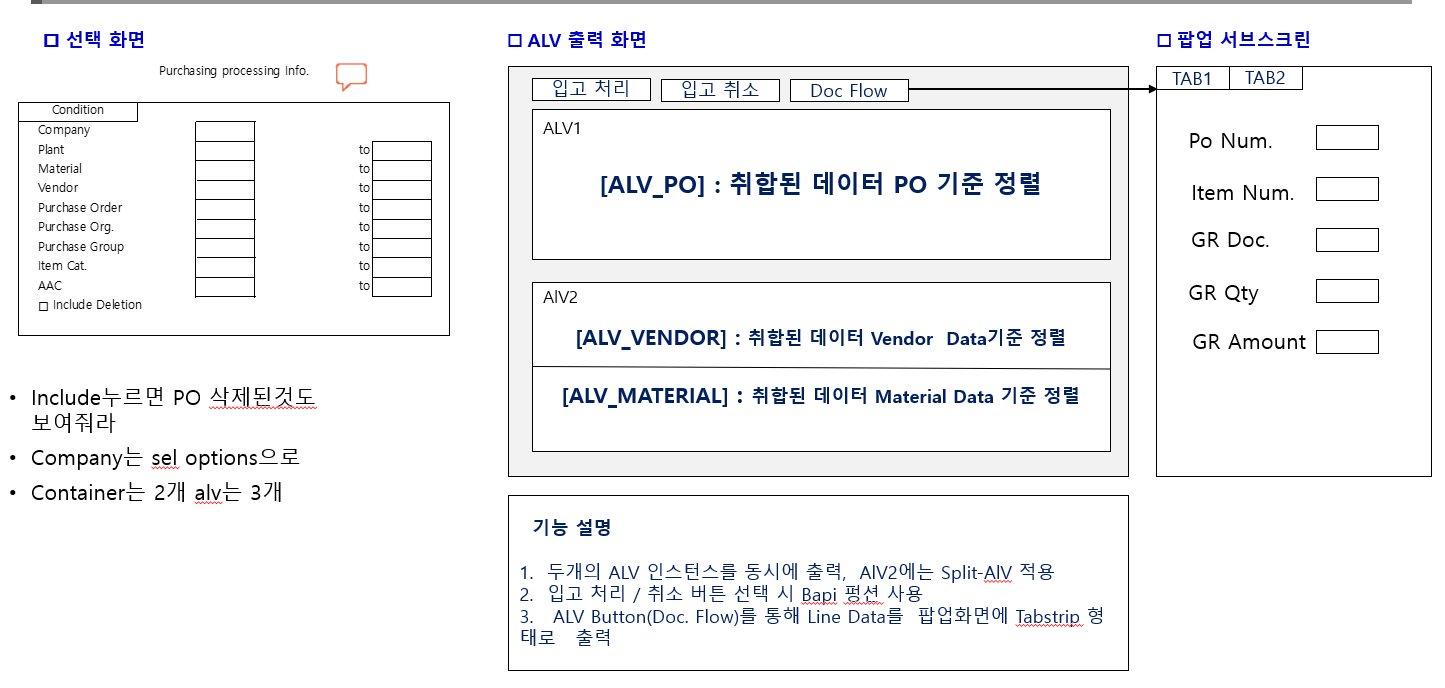 □ 선택 화면
Purchasing processing Info.
Condition
Company
Plant to
Material to
Vendor to
Purchase Order to
Purchase Org. to
Purchase Group to
Item Cat. to
AAC to
□ Include Deletion
• Include누르면 PO 삭제된것도
보여줘라
• Company는 sel options으로
• Container는 2개 alv는 3개
□ ALV 출력 화면
입고 처리 입고 취소 Doc Flow
ALV1
[ALV_PO] : 취합된 데이터 PO 기준 정렬
AlV2
[ALV_VENDOR] : 취합된 데이터 Vendor Data기준 정렬
[ALV_MATERIAL] : 취합된 데이터 Material Data 기준 정렬
기능 설명
1. 두개의 ALV 인스턴스를 동시에 출력, AlV2에는 Split-AlV 적용
2. 입고 처리 / 취소 버튼 선택 시 Bapi 펑션 사용
3. ALV Button(Doc. Flow)를 통해 Line Data를 팝업화면에 Tabstrip 형
태로 출력
□ 팝업 서브스크린
TAB1 TAB2
Po Num.
Item Num.
GR Doc.
GR Qty
GR Amount